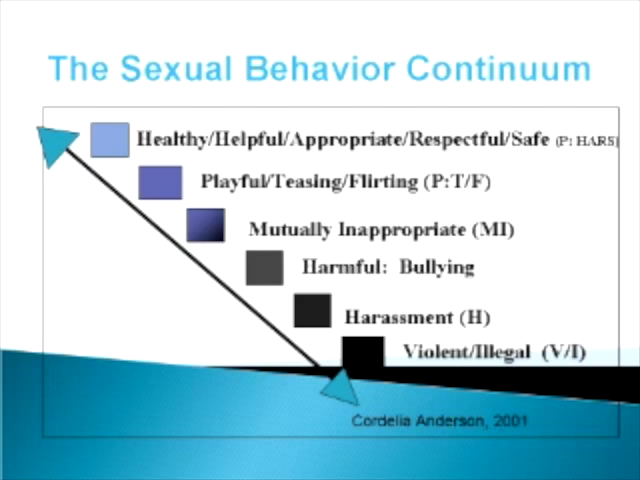 The Sexual Behavior Continuum
Healthy/Helpful/Appropriate/Respectful/Safe (P: HARS)
Playful/Teasing/Flirting (P:T/F)
Mutually Inappropriate (MI)
Harmful: Bullying
Harassment (H)
Violent/Illegal (V/I)
Cordelia Anderson, 2001